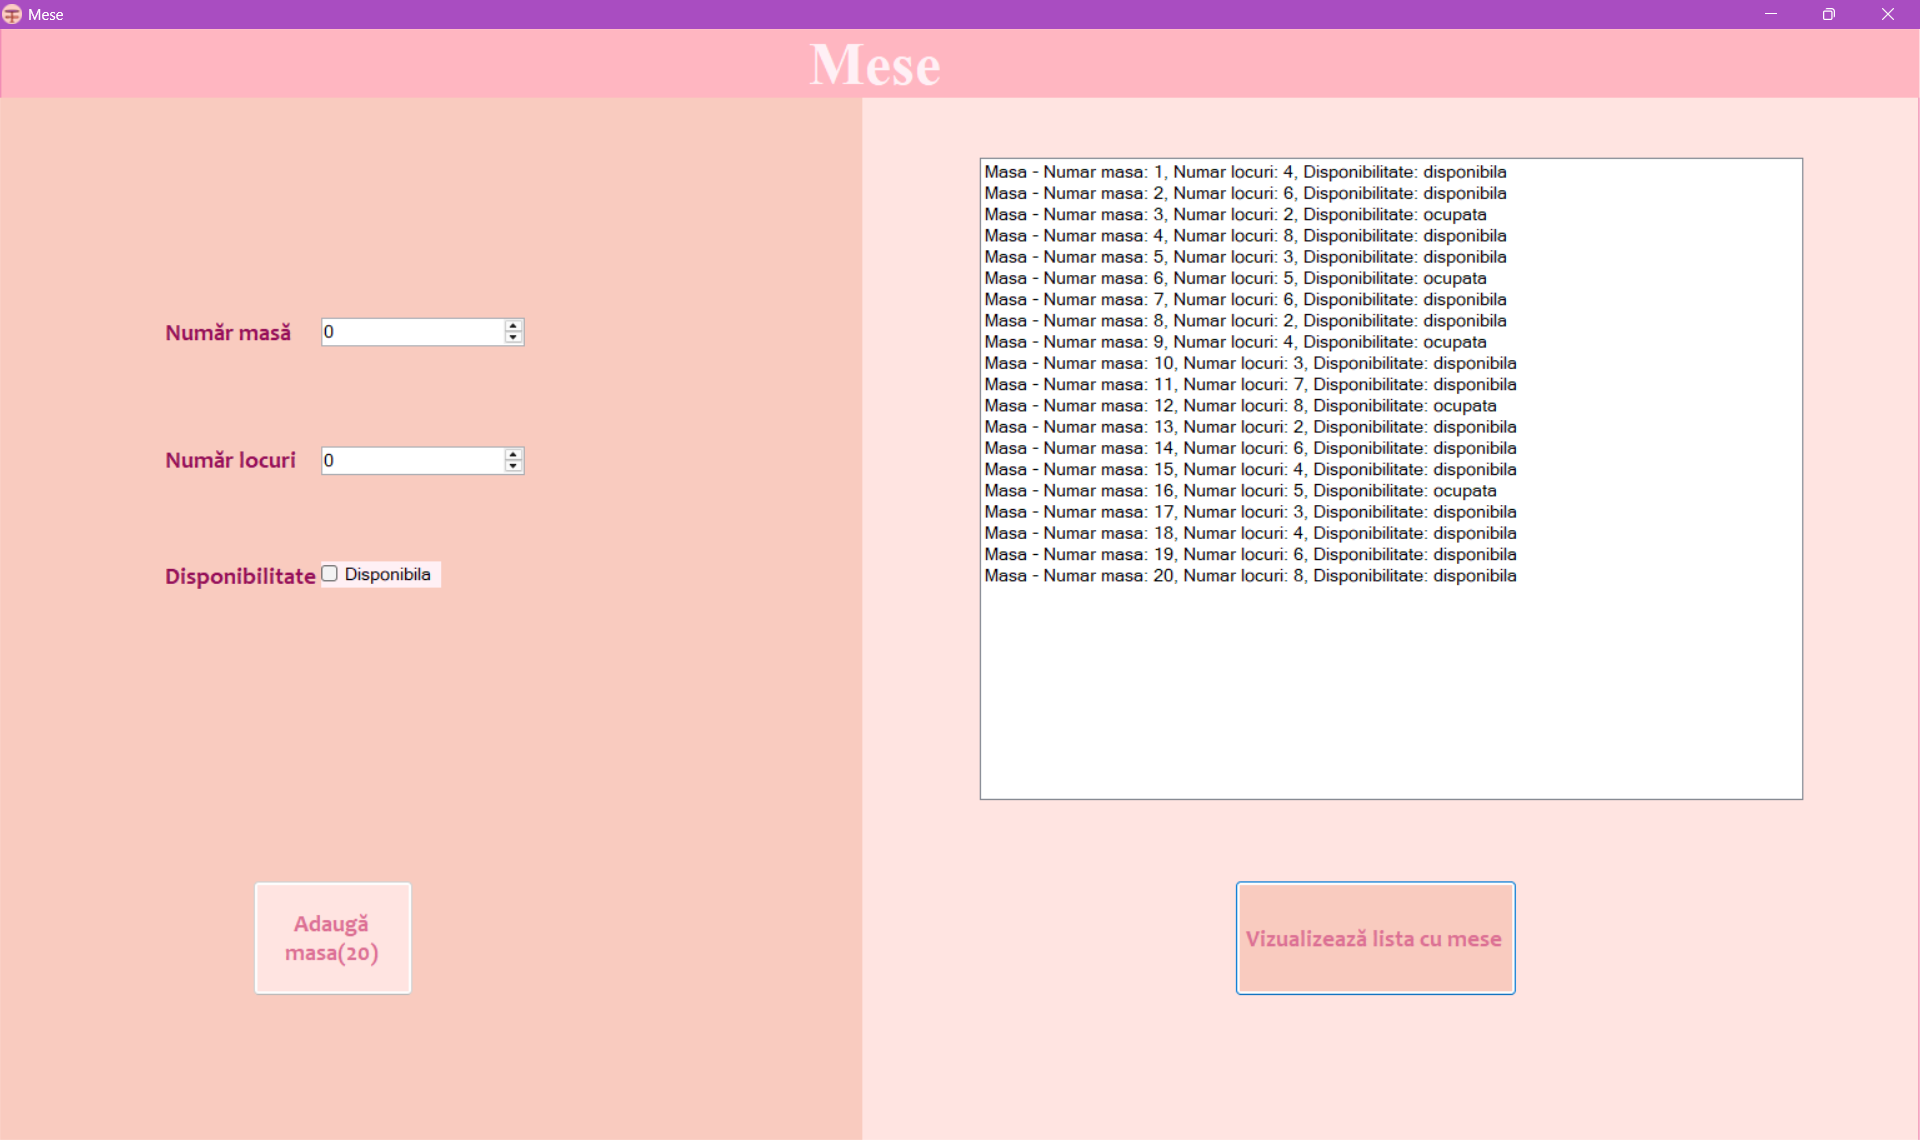 Mese
Mese
Număr masă
0
Număr locuri
0
Disponibilitate
Disponibila
Adaugă
masa(20)
Masa - Numar masa: 1, Numar locuri: 4, Disponibilitate: disponibila
Masa - Numar masa: 2, Numar locuri: 6, Disponibilitate: disponibila
Masa - Numar masa: 3, Numar locuri: 2, Disponibilitate: ocupata
Masa - Numar masa: 4, Numar locuri: 8, Disponibilitate: disponibila
Masa - Numar masa: 5, Numar locuri: 3, Disponibilitate: disponibila
Masa - Numar masa: 6, Numar locuri: 5, Disponibilitate: ocupata
Masa - Numar masa: 7, Numar locuri: 6, Disponibilitate: disponibila
Masa - Numar masa: 8, Numar locuri: 2, Disponibilitate: disponibila
Masa - Numar masa: 9, Numar locuri: 4, Disponibilitate: ocupata
Masa - Numar masa: 10, Numar locuri: 3, Disponibilitate: disponibila
Masa - Numar masa: 11, Numar locuri: 7, Disponibilitate: disponibila
Masa - Numar masa: 12, Numar locuri: 8, Disponibilitate: ocupata
Masa - Numar masa: 13, Numar locuri: 2, Disponibilitate: disponibila
Masa - Numar masa: 14, Numar locuri: 6, Disponibilitate: disponibila
Masa - Numar masa: 15, Numar locuri: 4, Disponibilitate: disponibila
Masa - Numar masa: 16, Numar locuri: 5, Disponibilitate: ocupata
Masa - Numar masa: 17, Numar locuri: 3, Disponibilitate: disponibila
Masa - Numar masa: 18, Numar locuri: 4, Disponibilitate: disponibila
Masa - Numar masa: 19, Numar locuri: 6, Disponibilitate: disponibila
Masa - Numar masa: 20, Numar locuri: 8, Disponibilitate: disponibila
Vizualizează lista cu mese